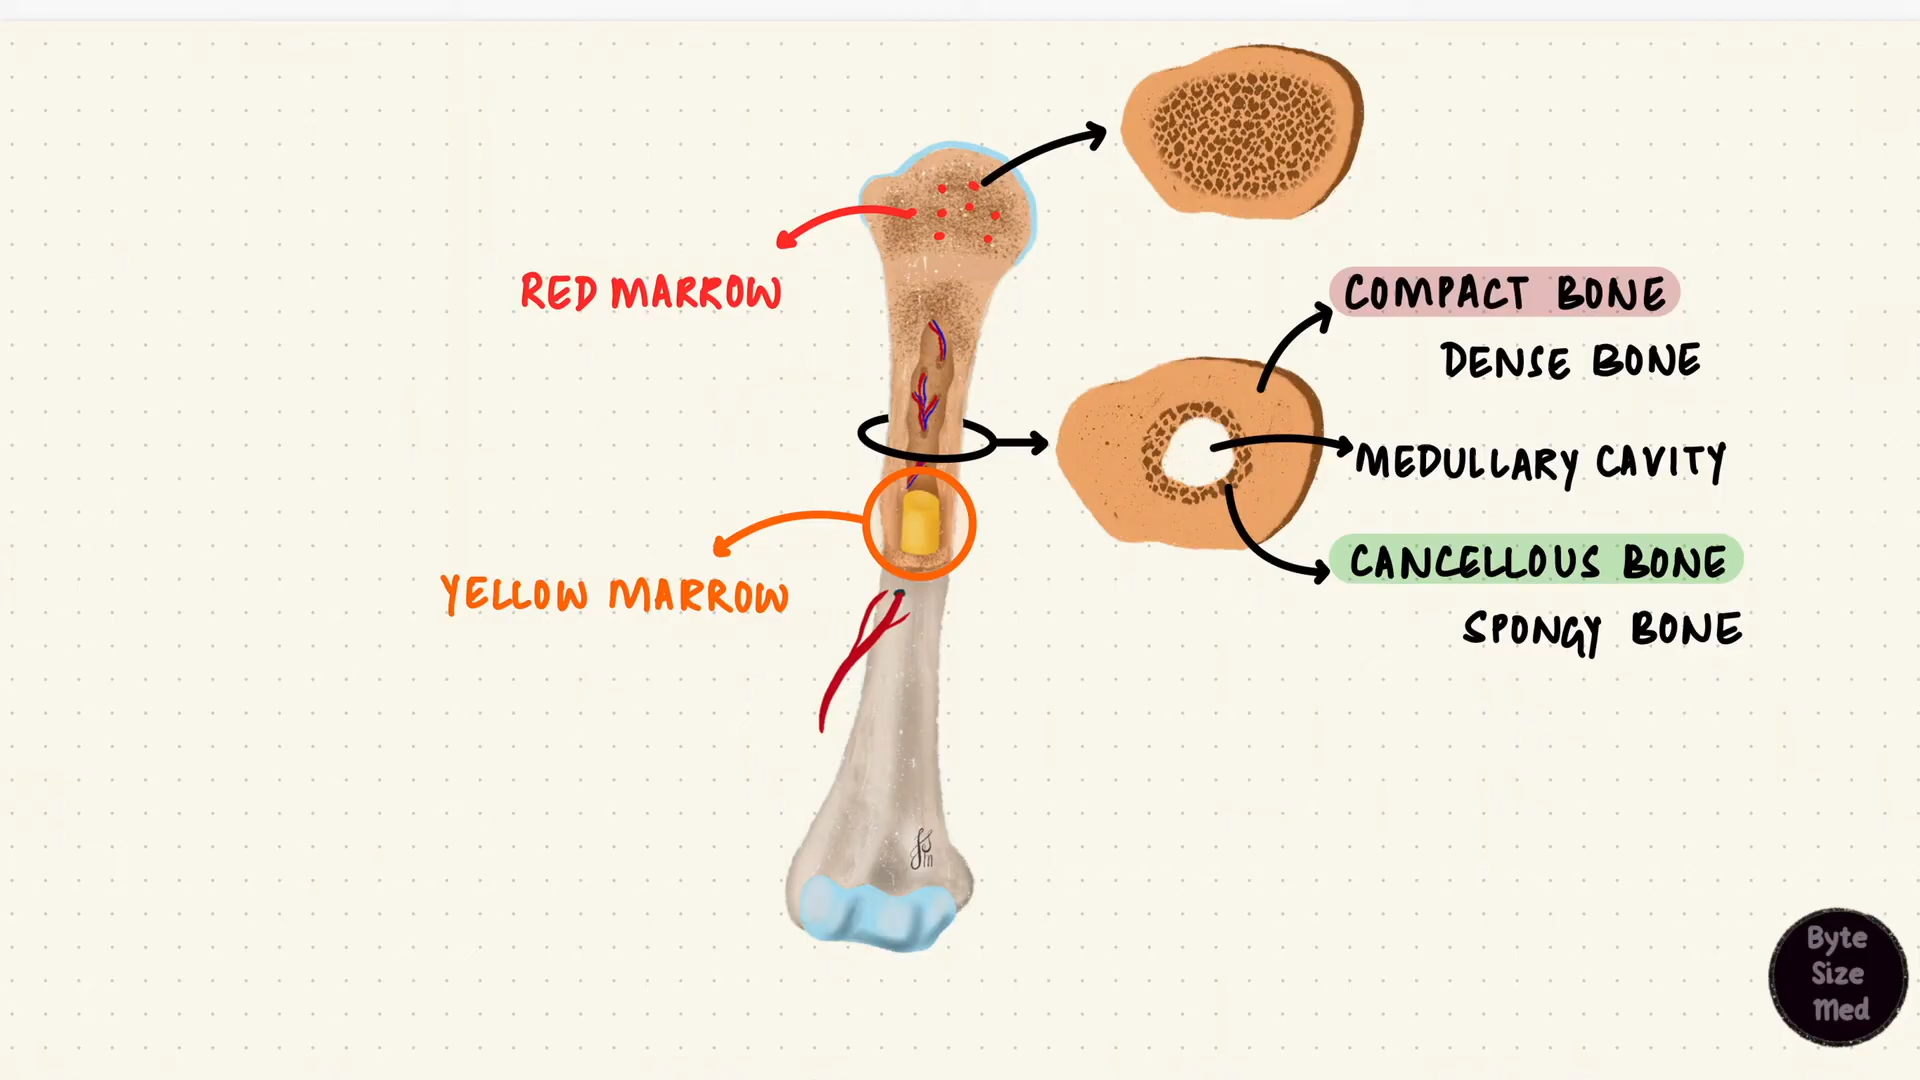 RED MARROW
COMPACT BONE
DENSE BONE
MEDULLARY CAVITY
CANCELLOUS BONE
SPONGY BONE
YELLOW MARROW
Byte
Size
Med